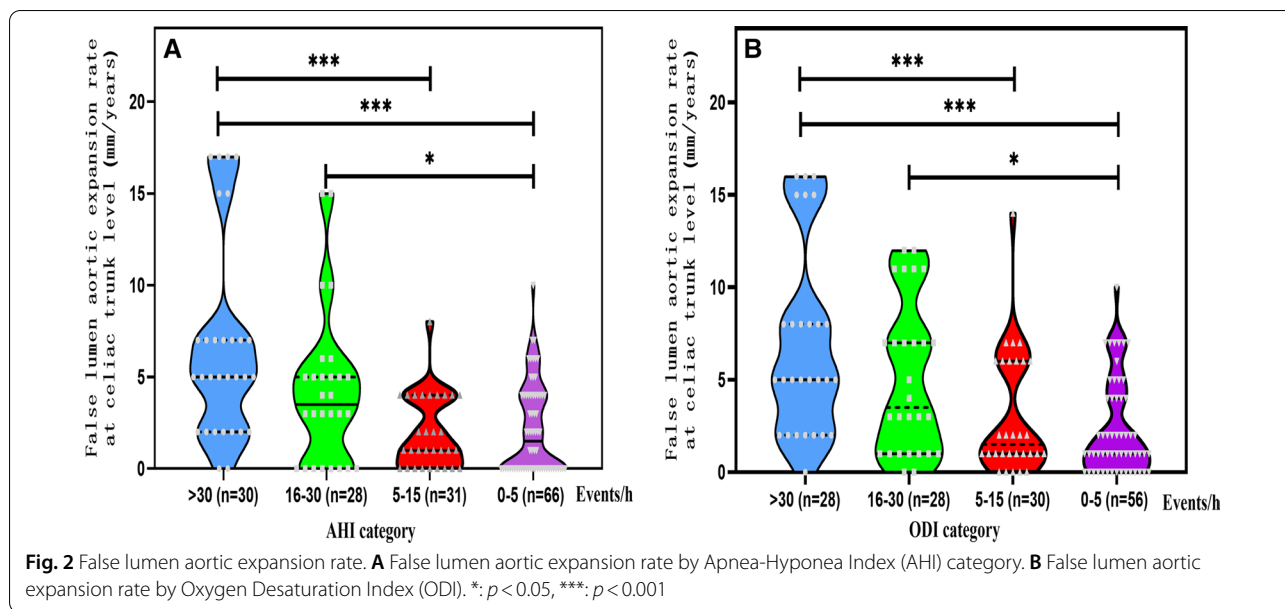 A
False lumen aortic expansion rate
at celiac trunk level (mm/years)
20
15
10
5
0
***
***
*
>30 (n=30) 16-30 (n=28) 5-15 (n=31) 0-5 (n=66) Events/h
AHI category
B
False lumen aortic expansion rate
at celiac trunk level (mm/years)
20
15
10
5
0
***
***
*
>30 (n=28) 16-30 (n=28) 5-15 (n=30) 0-5 (n=56) Events/h
ODI category
Fig. 2 False lumen aortic expansion rate. A False lumen aortic expansion rate by Apnea-Hyponea Index (AHI) category. B False lumen aortic
expansion rate by Oxygen Desaturation Index (ODI). *: p < 0.05, ***: p < 0.001